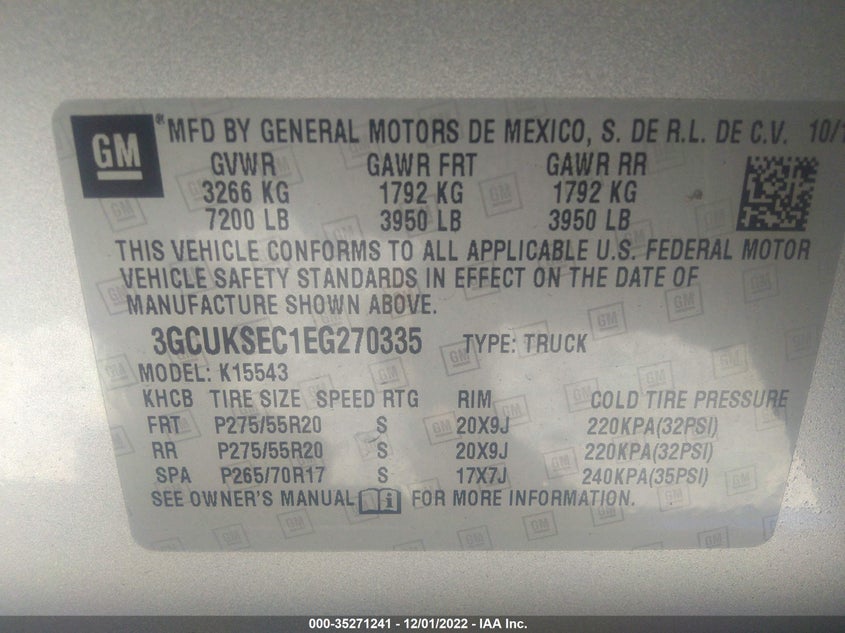 GM® MFD BY GENERAL MOTORS DE MEXICO, S. DE R.L. DE C.V. 10/1
GVWR GAWR FRT GAWR RR
3266 KG 1792 KG 1792 KG
7200 LB 3950 LB 3950 LB
THIS VEHICLE CONFORMS TO ALL APPLICABLE U.S. FEDERAL MOTOR
VEHICLE SAFETY STANDARDS IN EFFECT ON THE DATE OF
MANUFACTURE SHOWN ABOVE.
3GCUKSEC1EG270335 TYPE: TRUCK
MODEL: K15543
KHCB TIRE SIZE SPEED RTG RIM COLD TIRE PRESSURE
FRT P275/55R20 S 20X9J 220KPA(32PSI)
RR P275/55R20 S 20X9J 220KPA(32PSI)
SPA P265/70R17 S 17X7J 240KPA(35PSI)
SEE OWNER'S MANUAL i FOR MORE INFORMATION.
000-35271241 / 12/01/2022 - IAA Inc.